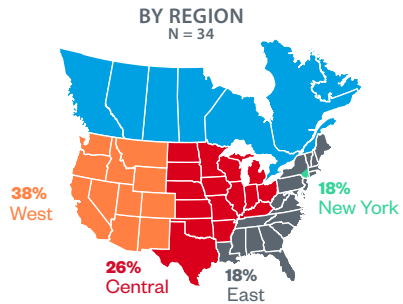 BY REGION
N = 34
38%
West
18%
New York
26%
Central
18%
East